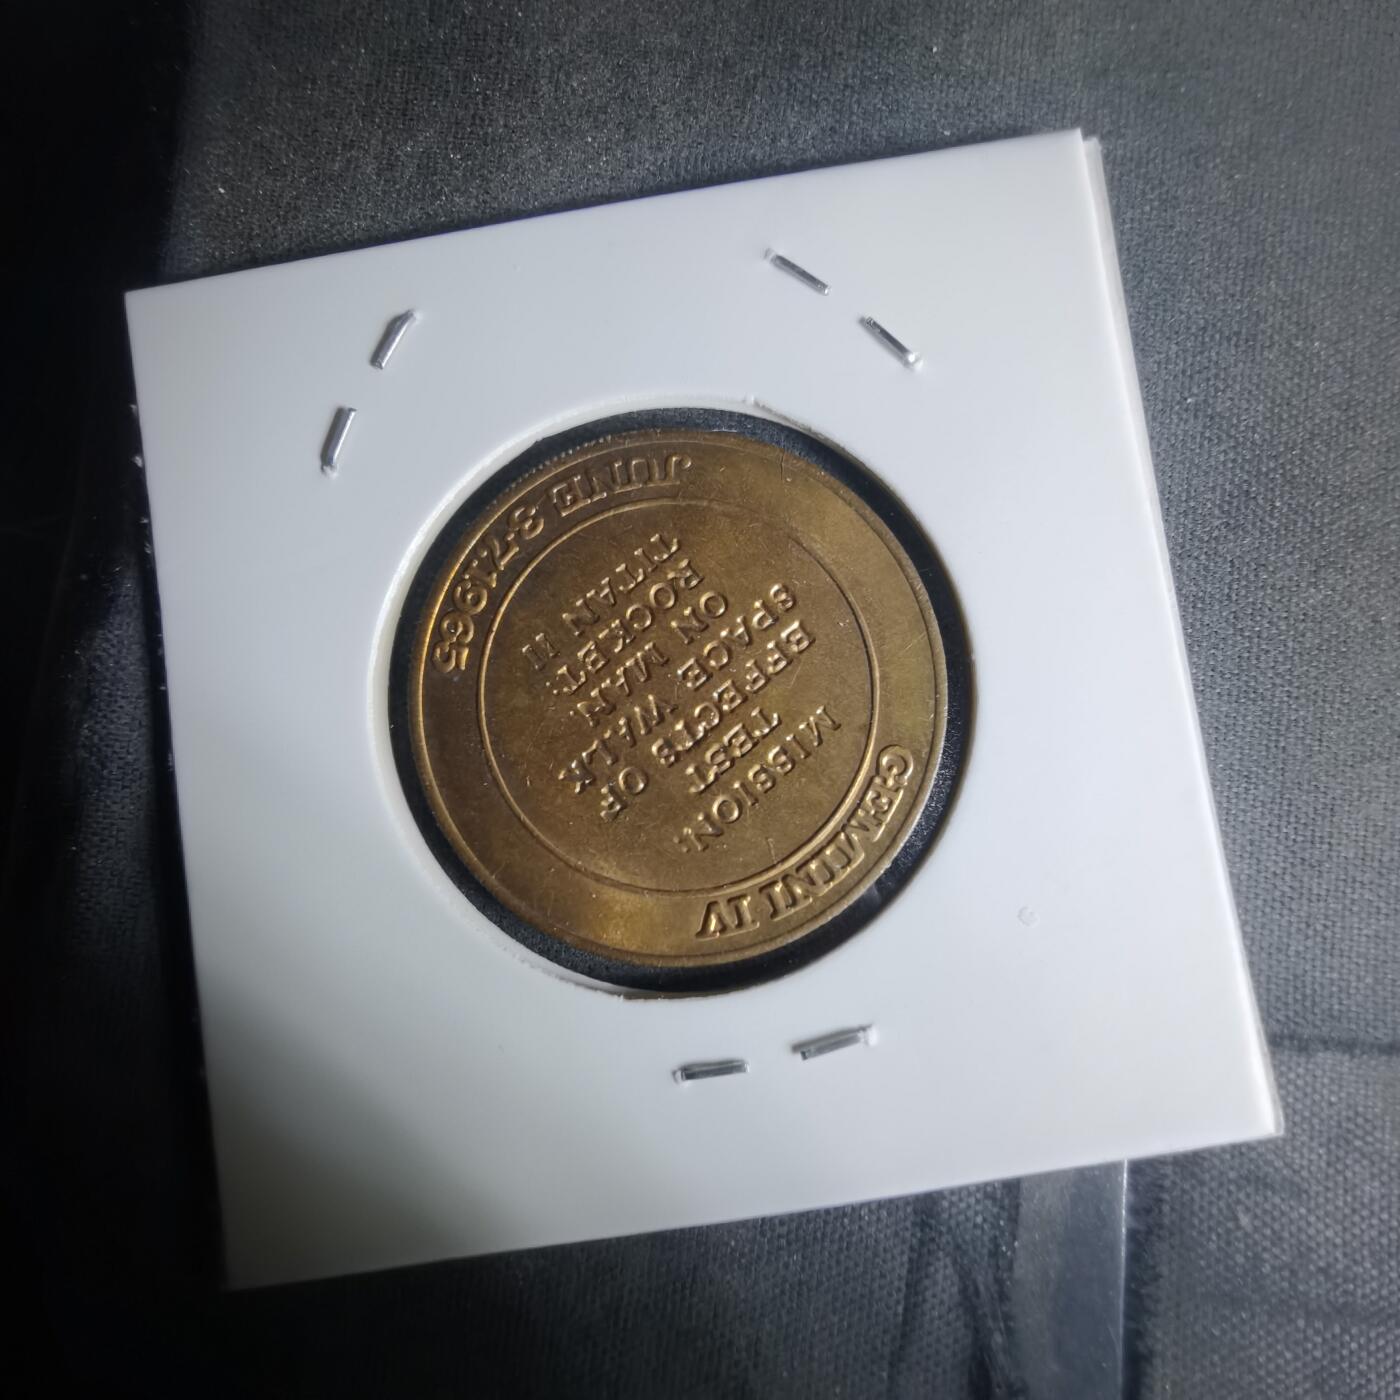 GEMINI IV
MISSION:
TEST
EFFECTS OF
SPACE WALK
ON MAN.
ROCKET:
TITAN II
JUNE 3-7,1965